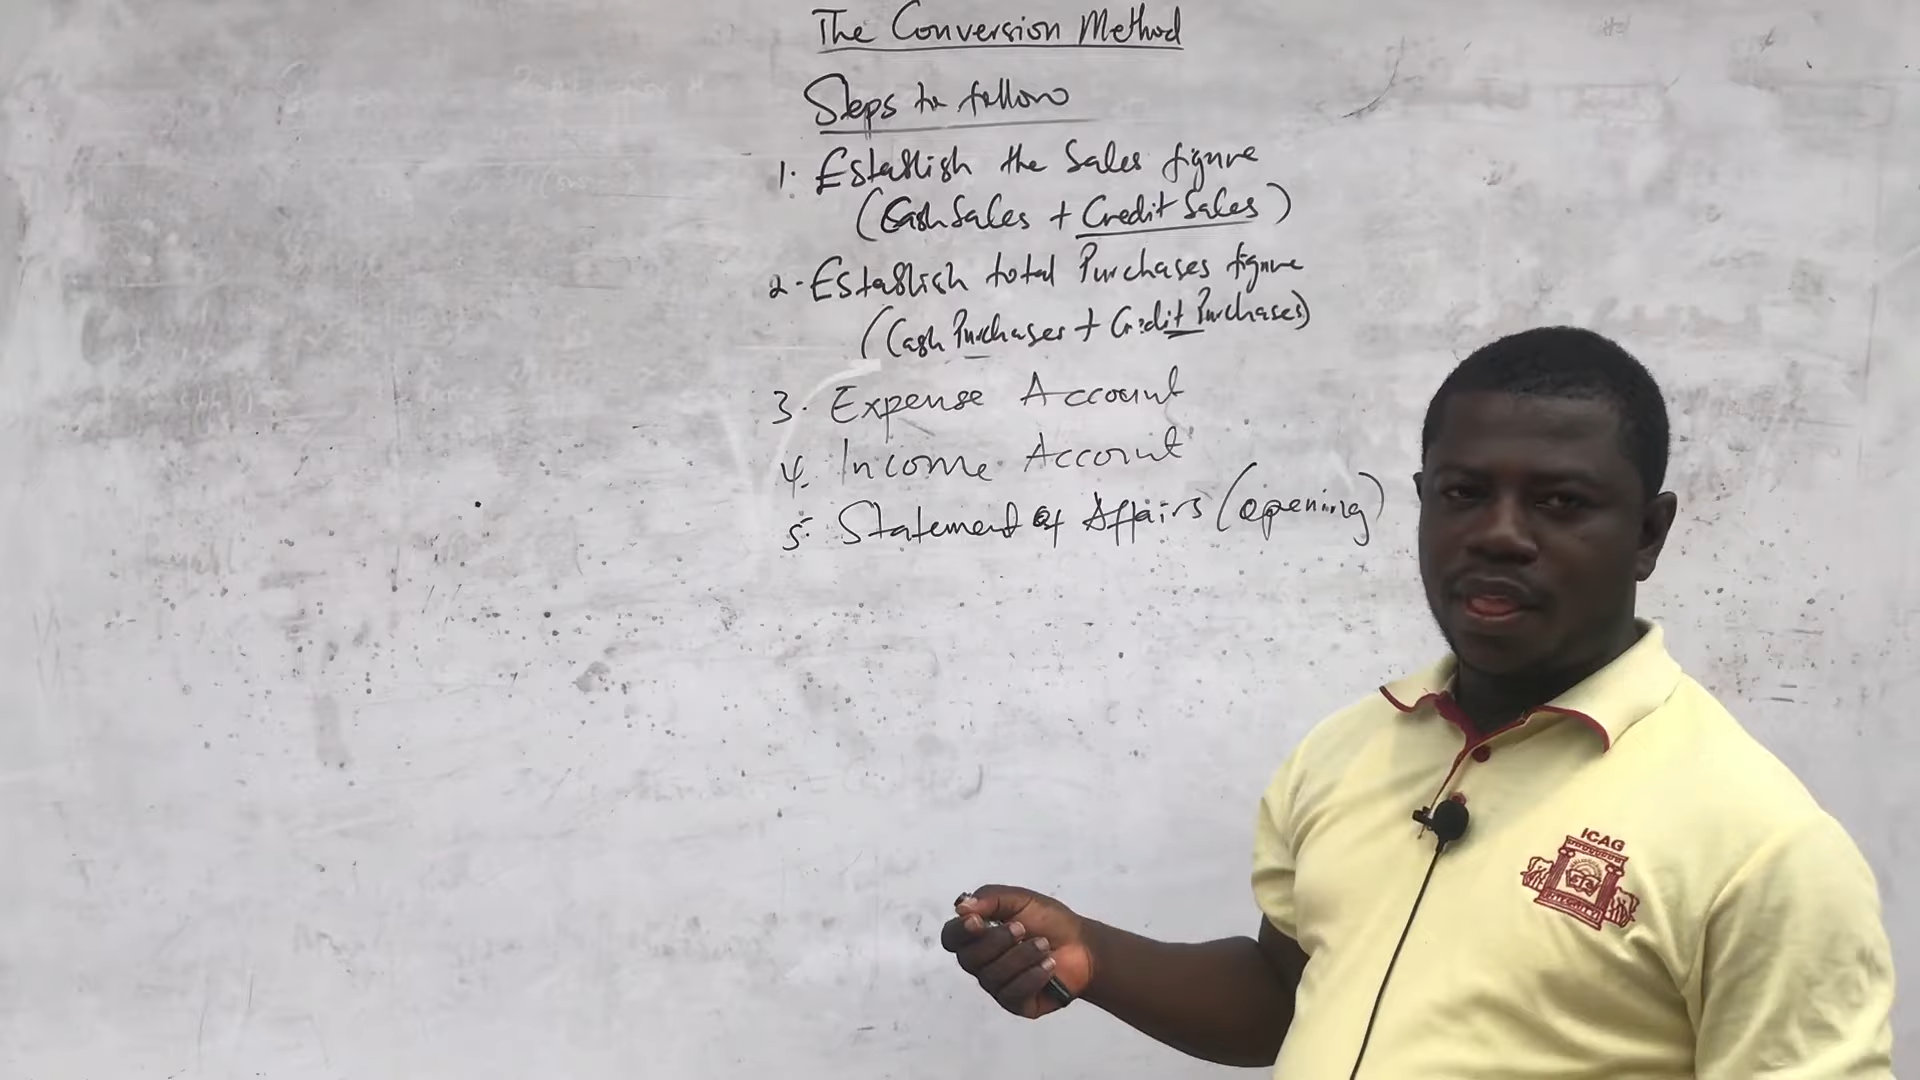 The Conversion Method
Steps to follow
1. Establish the Sales figure
(Cash Sales + Credit Sales)
2. Establish total Purchases figure
(Cash Purchases + Credit Purchases)
3. Expense Account
4. Income Account
5. Statement of Affairs (opening)
ICAG
INTEGRITY